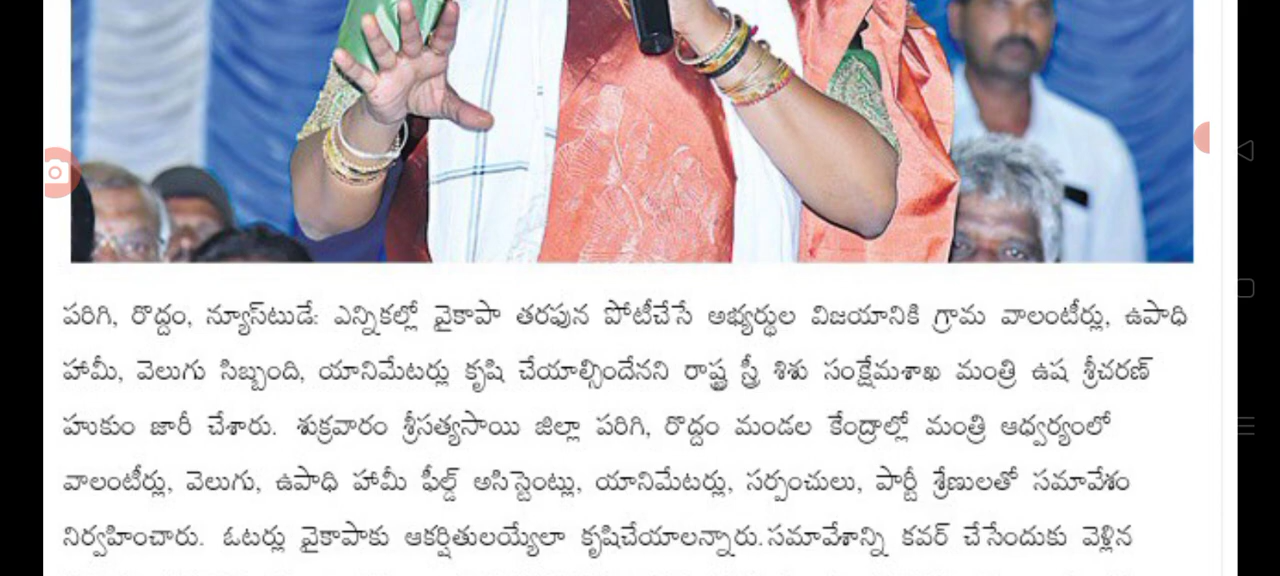 పరిగి, రొద్దం, న్యూస్‌టుడే: ఎన్నికల్లో వైకాపా తరఫున పోటీచేసే అభ్యర్థుల విజయానికి గ్రామ వాలంటీర్లు, ఉపాధి
హామీ, వెలుగు సిబ్బంది, యానిమేటర్లు కృషి చేయాల్సిందేనని రాష్ట్ర స్త్రీ శిశు సంక్షేమశాఖ మంత్రి ఉష శ్రీచరణ్
హుకుం జారీ చేశారు. శుక్రవారం శ్రీసత్యసాయి జిల్లా పరిగి, రొద్దం మండల కేంద్రాల్లో మంత్రి ఆధ్వర్యంలో
వాలంటీర్లు, వెలుగు, ఉపాధి హామీ ఫీల్డ్ అసిస్టెంట్లు, యానిమేటర్లు, సర్పంచులు, పార్టీ శ్రేణులతో సమావేశం
నిర్వహించారు. ఓటర్లు వైకాపాకు ఆకర్షితులయ్యేలా కృషిచేయాలన్నారు.సమావేశాన్ని కవర్ చేసేందుకు వెళ్లిన